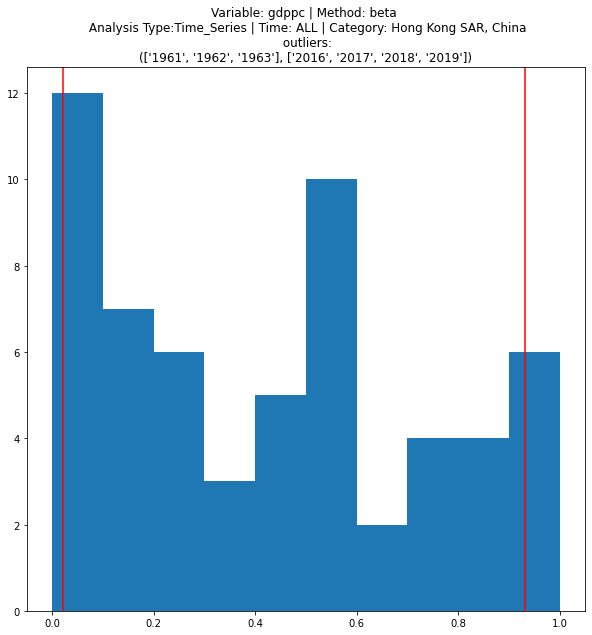 Variable: gdppc | Method: beta
Analysis Type:Time_Series | Time: ALL | Category: Hong Kong SAR, China
outliers:
(['1961', '1962', '1963'], ['2016', '2017', '2018', '2019'])
12
10
8
6
4
2
0
0.0 0.2 0.4 0.6 0.8 1.0